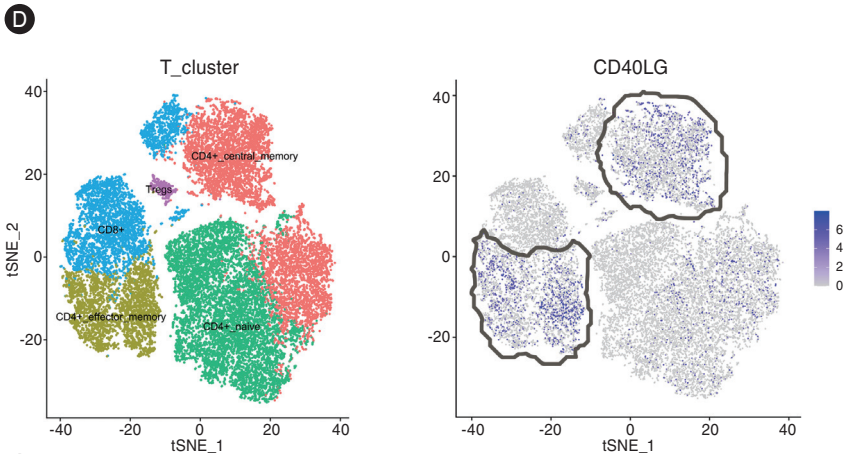 D
T_cluster
40
20
0
-20
-40
-20
0
20
40
tSNE_1
tSNE_2
CD4+_central_memory
Tregs
CD8+
CD4+_effector_memory
CD4+_naive
CD40LG
40
20
0
-20
-40
-20
0
20
40
tSNE_1
6
4
2
0